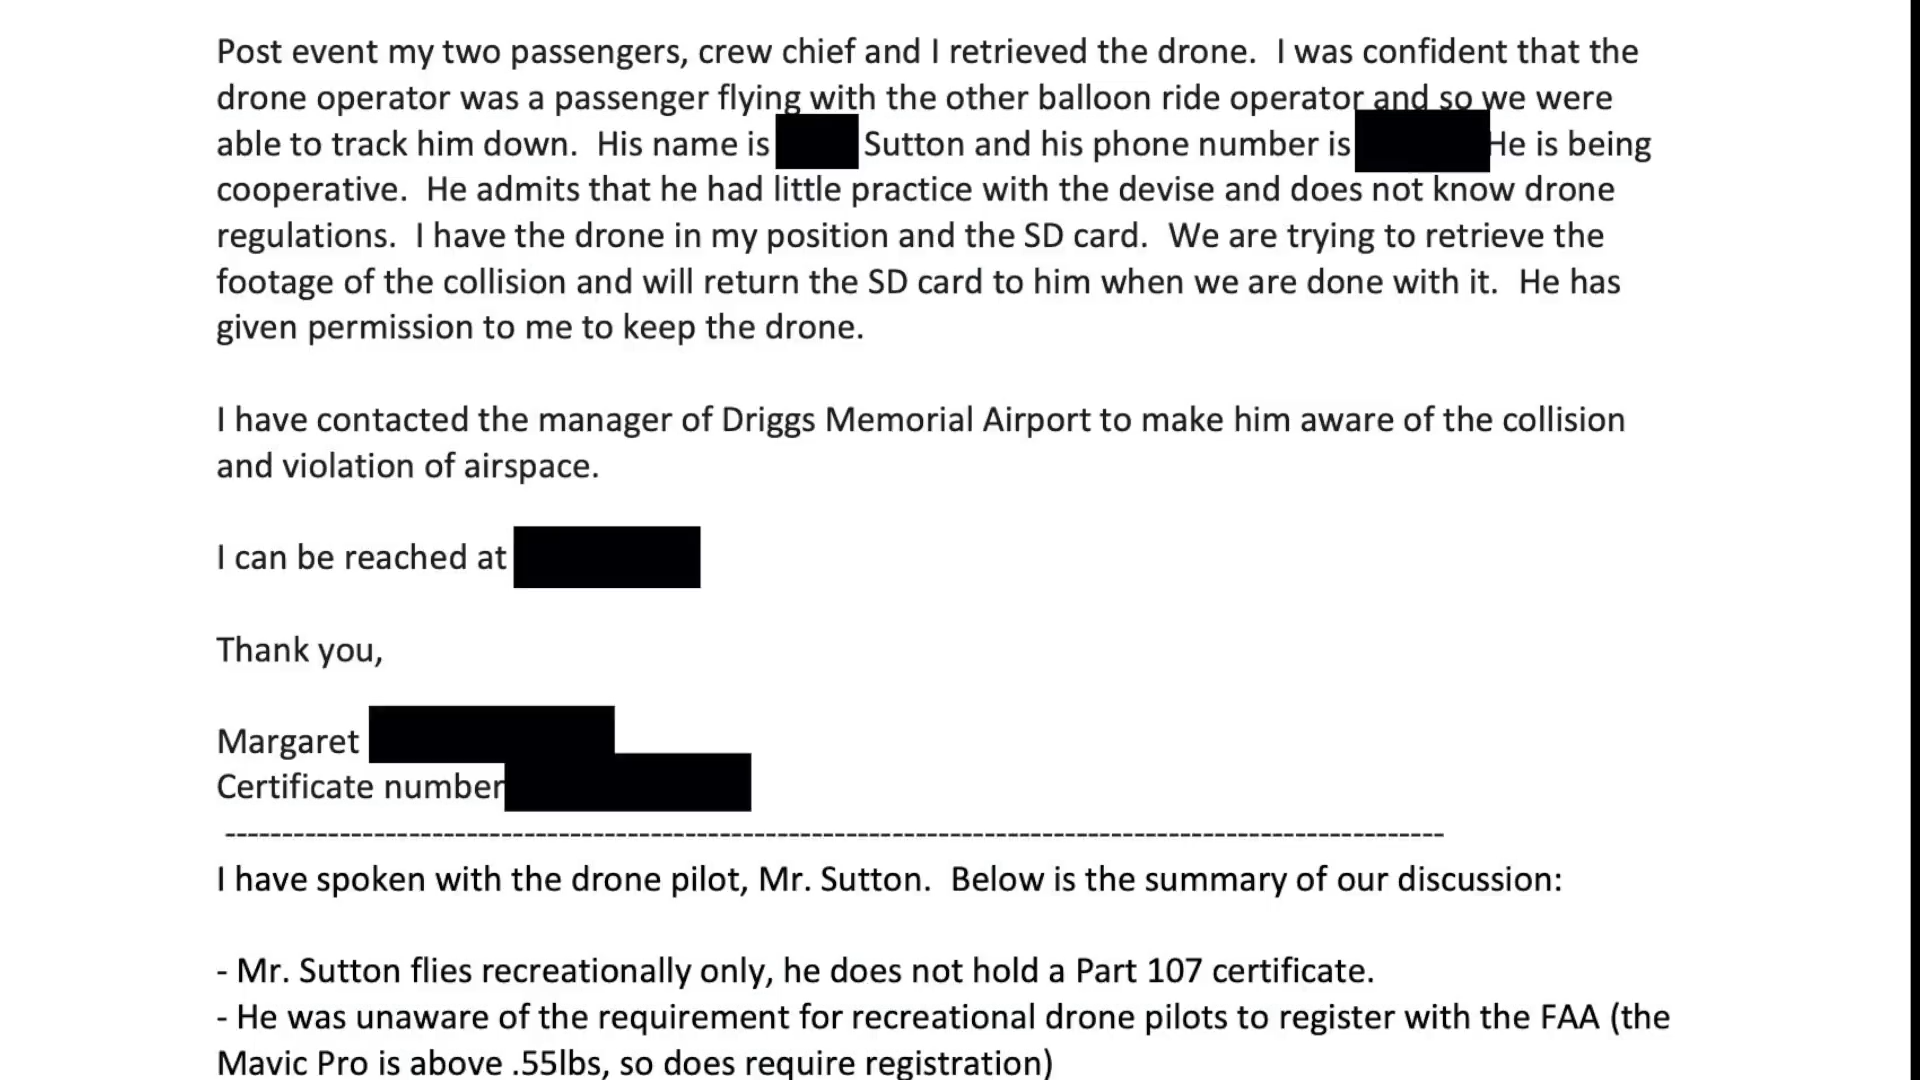 Post event my two passengers, crew chief and I retrieved the drone.  I was confident that the
drone operator was a passenger flying with the other balloon ride operator and so we were
able to track him down.  His name is Sutton and his phone number is He is being
cooperative.  He admits that he had little practice with the devise and does not know drone
regulations.  I have the drone in my position and the SD card.  We are trying to retrieve the
footage of the collision and will return the SD card to him when we are done with it.  He has
given permission to me to keep the drone.
I have contacted the manager of Driggs Memorial Airport to make him aware of the collision
and violation of airspace.
I can be reached at
Thank you,
Margaret
Certificate number
------------------------------------------------------------------------------------------------------------
I have spoken with the drone pilot, Mr. Sutton.  Below is the summary of our discussion:
- Mr. Sutton flies recreationally only, he does not hold a Part 107 certificate.
- He was unaware of the requirement for recreational drone pilots to register with the FAA (the
Mavic Pro is above .55lbs, so does require registration)